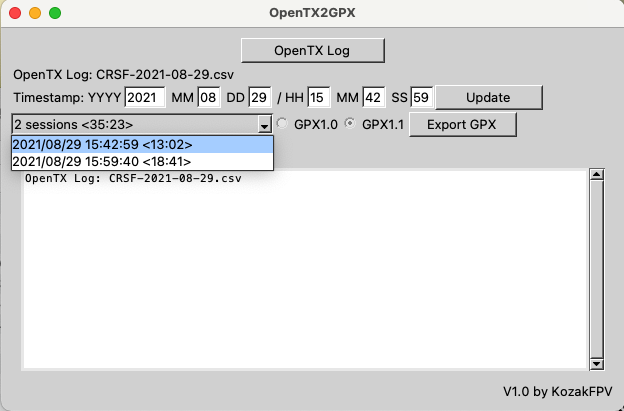 OpenTX2GPX
OpenTX Log
OpenTX Log: CRSF-2021-08-29.csv
Timestamp: YYYY 2021 MM 08 DD 29 / HH 15 MM 42 SS 59 Update
2 sessions <35:23> GPX1.0 GPX1.1 Export GPX
2021/08/29 15:42:59 <13:02>
2021/08/29 15:59:40 <18:41>
OpenTX Log: CRSF-2021-08-29.csv
V1.0 by KozakFPV